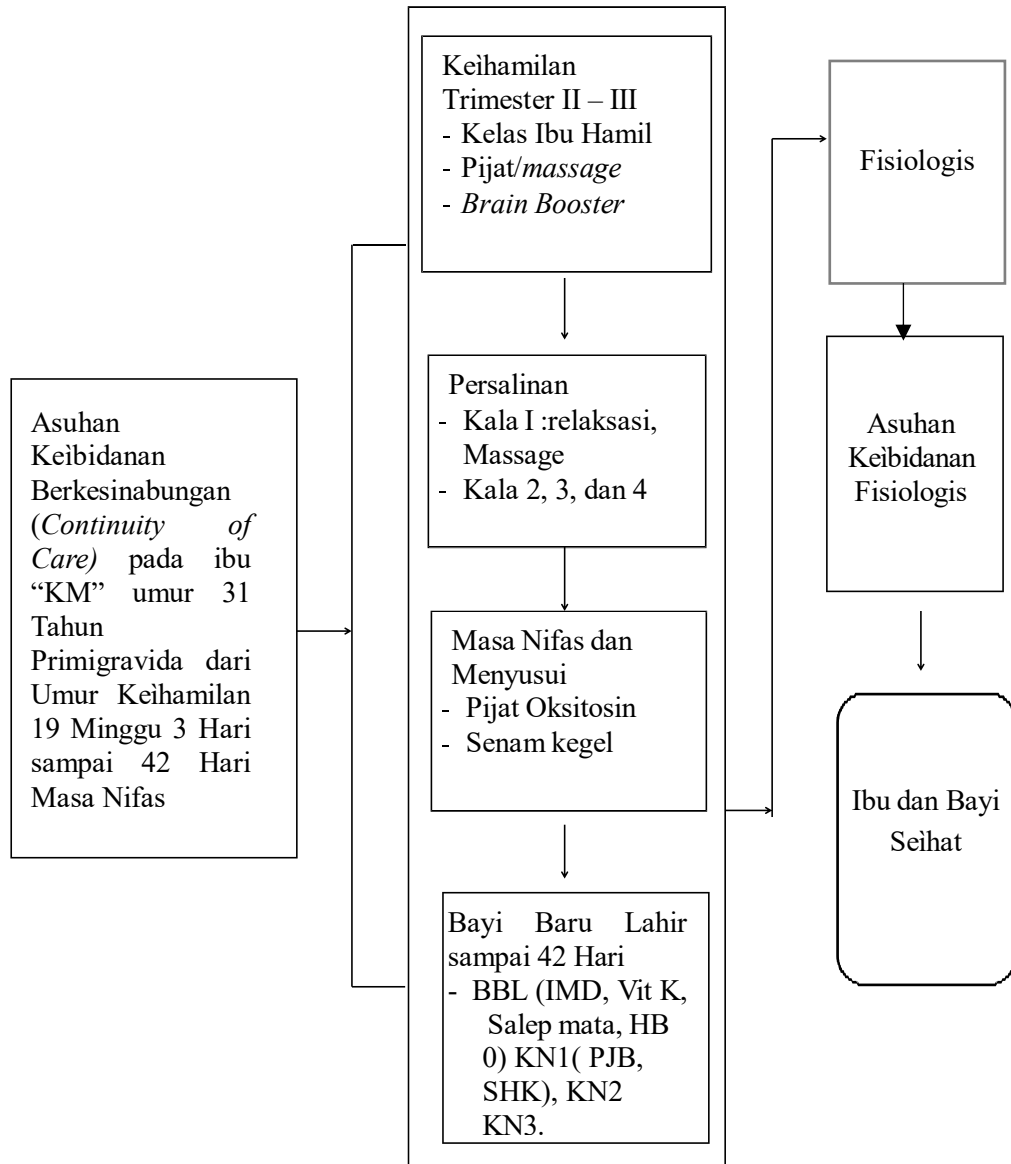 Keìhamilan
Trimester II – III
- Kelas Ibu Hamil
- Pijat/massage
- Brain Booster
Fisiologis
Persalinan
- Kala I :relaksasi,
Massage
- Kala 2, 3, dan 4
Asuhan
Keìbidanan
Fisiologis
Asuhan
Keìbidanan
Berkesinabungan
(Continuity of
Care) pada ibu
“KM” umur 31
Tahun
Primigravida dari
Umur Keìhamilan
19 Minggu 3 Hari
sampai 42 Hari
Masa Nifas
Masa Nifas dan
Menyusui
- Pijat Oksitosin
- Senam kegel
Ibu dan Bayi
Seìhat
Bayi Baru Lahir
sampai 42 Hari
- BBL (IMD, Vit K,
Salep mata, HB
0) KN1( PJB,
SHK), KN2
KN3.